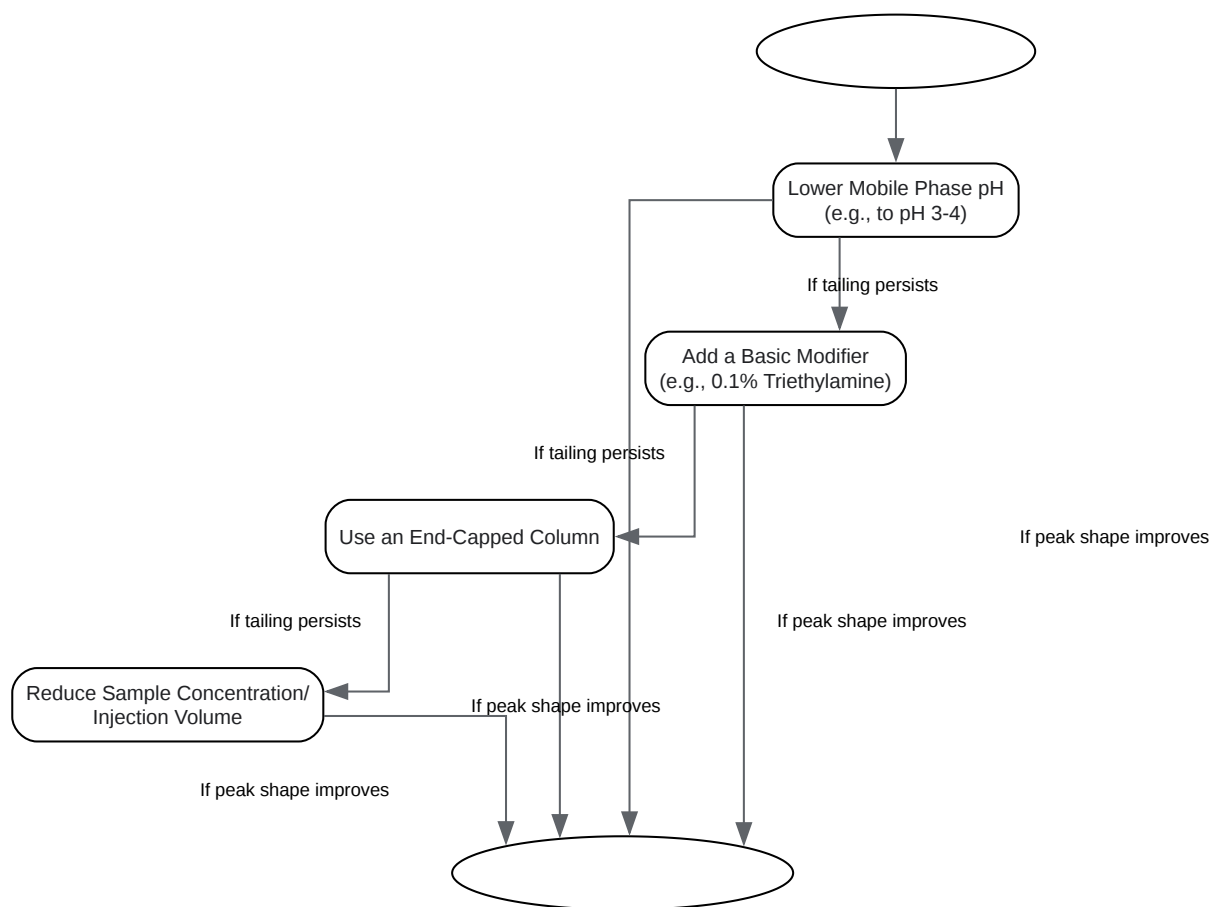 Lower Mobile Phase pH
(e.g., to pH 3-4)
If tailing persists
Add a Basic Modifier
(e.g., 0.1% Triethylamine)
If tailing persists
Use an End-Capped Column
If peak shape improves
If tailing persists
If peak shape improves
Reduce Sample Concentration/
Injection Volume
If peak shape improves
If peak shape improves